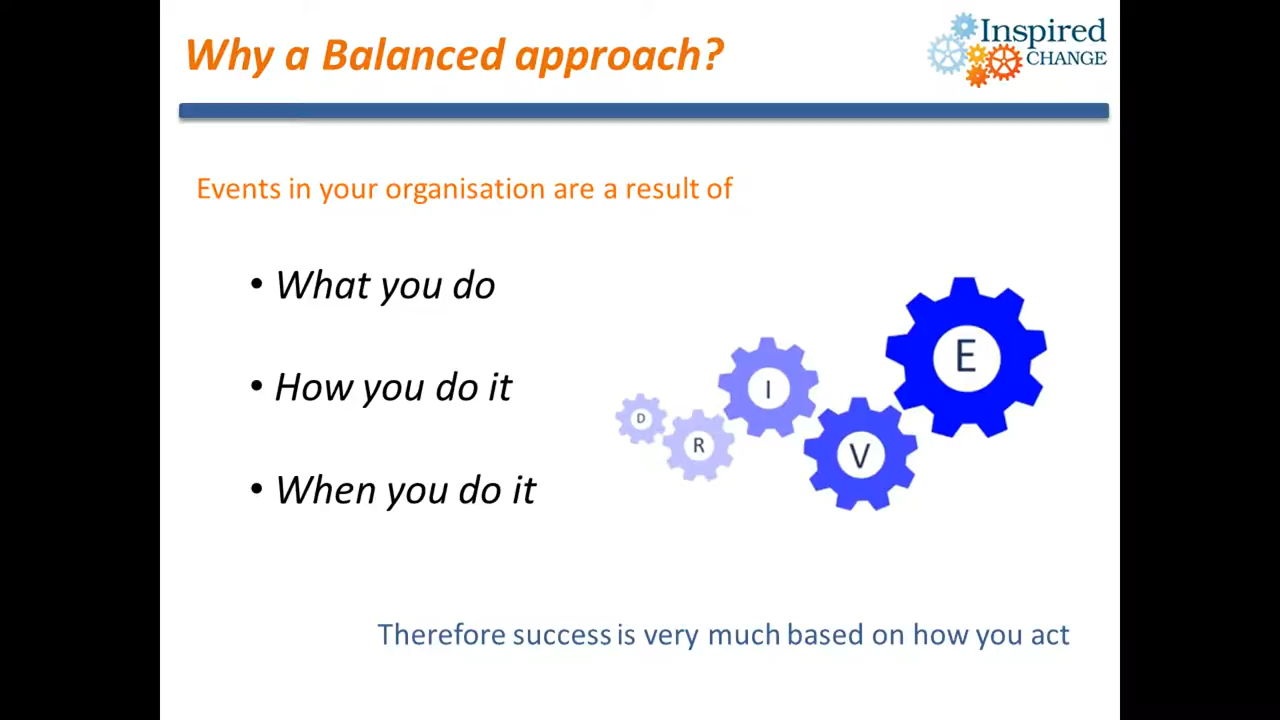 Why a Balanced approach?
Inspired
CHANGE
Events in your organisation are a result of
• What you do
• How you do it
• When you do it
D R I V E
Therefore success is very much based on how you act